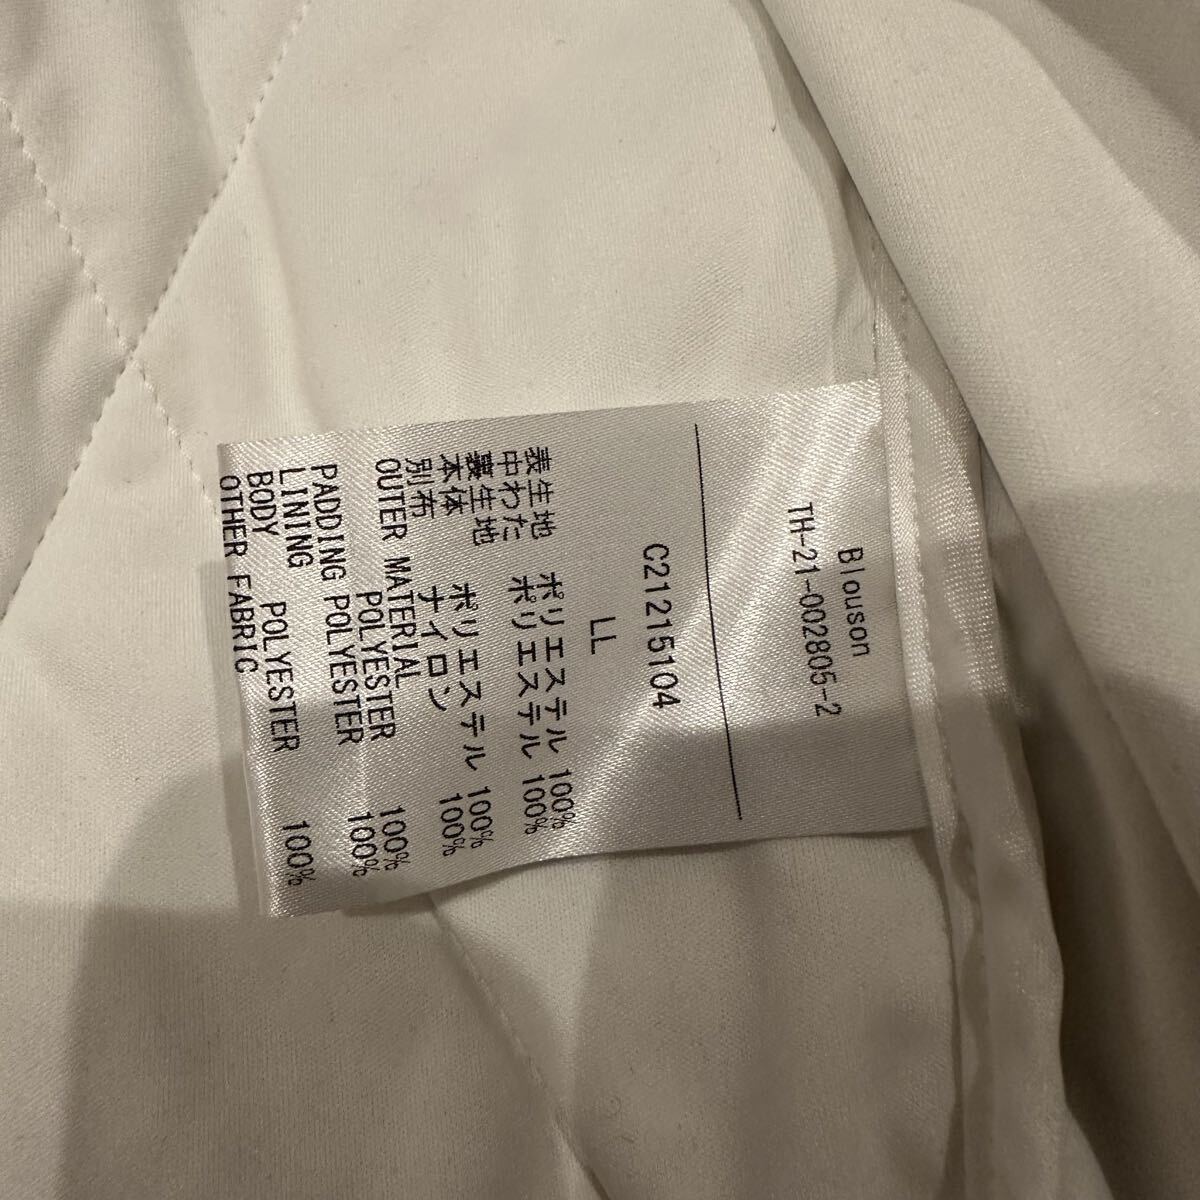 Blouson
TH-21-002805-2
C21215104
LL
表生地 ポリエステル 100%
中わた ポリエステル 100%
裏生地
本体 ポリエステル 100%
別布 ナイロン 100%
OUTER MATERIAL
POLYESTER 100%
PADDING POLYESTER 100%
LINING
BODY POLYESTER 100%
OTHER FABRIC